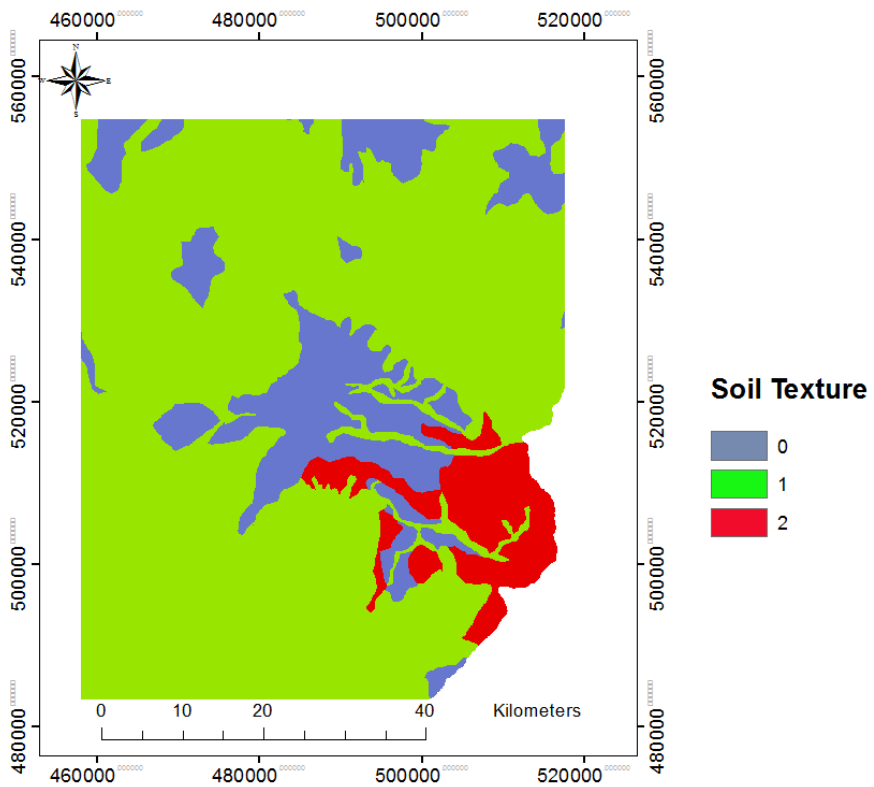 460000 480000 500000 520000
N
W E
S
560000 560000
540000 540000
520000 520000
500000 500000
480000 480000
Soil Texture
0
1
2
0 10 20 40 Kilometers
460000 480000 500000 520000